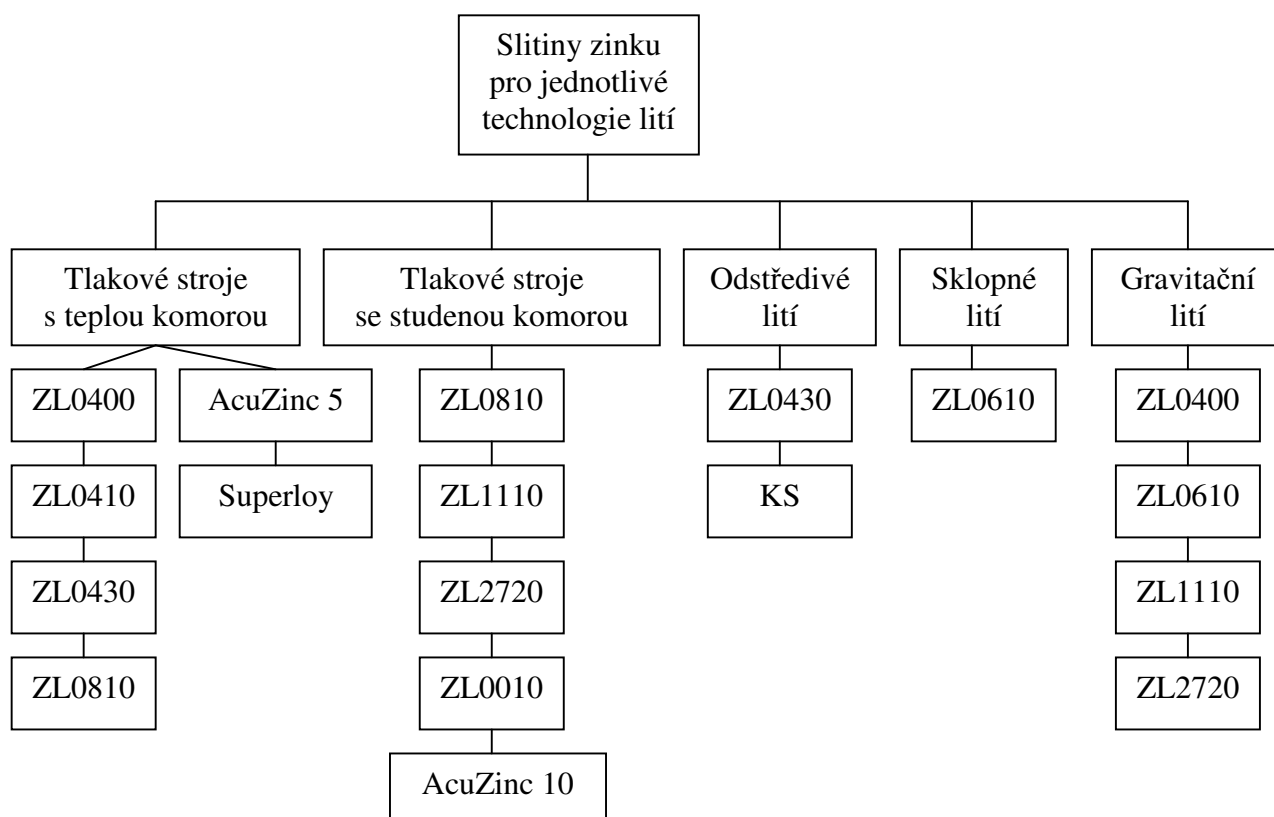 Slitiny zinku
pro jednotlivé
technologie lití
Tlakové stroje
s teplou komorou
Tlakové stroje
se studenou komorou
Odstředivé
lití
Sklopné
lití
Gravitační
lití
ZL0400
AcuZinc 5
ZL0810
ZL0430
ZL0610
ZL0400
ZL0410
Superloy
ZL1110
KS
ZL0610
ZL0430
ZL2720
ZL1110
ZL0810
ZL0010
ZL2720
AcuZinc 10